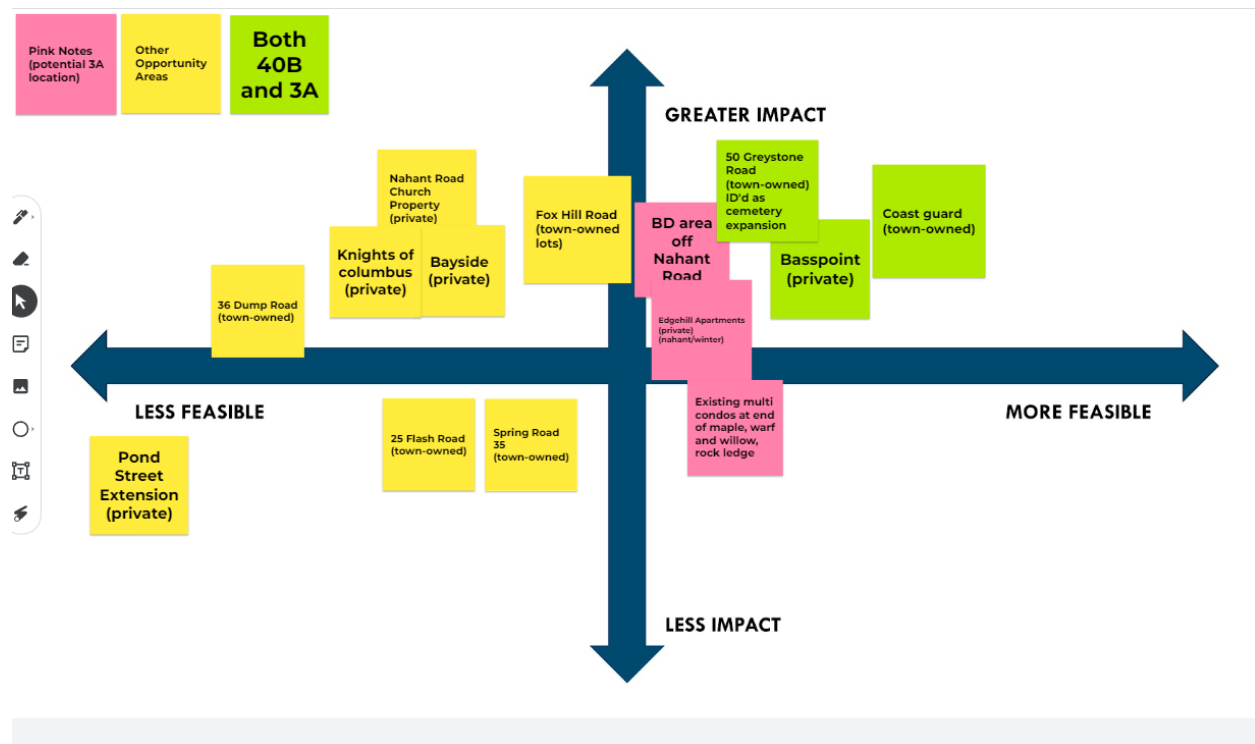 Pink Notes
(potential 3A
location)
Other
Opportunity
Areas
Both
40B
and 3A
GREATER IMPACT
Nahant Road
Church
Property
(private)
Fox Hill Road
(town-owned
lots)
BD area
off
Nahant
Road
50 Greystone
Road
(town-owned)
ID'd as
cemetery
expansion
Coast guard
(town-owned)
Knights of
columbus
(private)
Bayside
(private)
Basspoint
(private)
36 Dump Road
(town-owned)
Edgehill Apartments
(private)
(nahant/winter)
LESS FEASIBLE
MORE FEASIBLE
Existing multi
condos at end
of maple, warf
and willow,
rock ledge
25 Flash Road
(town-owned)
Spring Road
35
(town-owned)
Pond
Street
Extension
(private)
LESS IMPACT
T